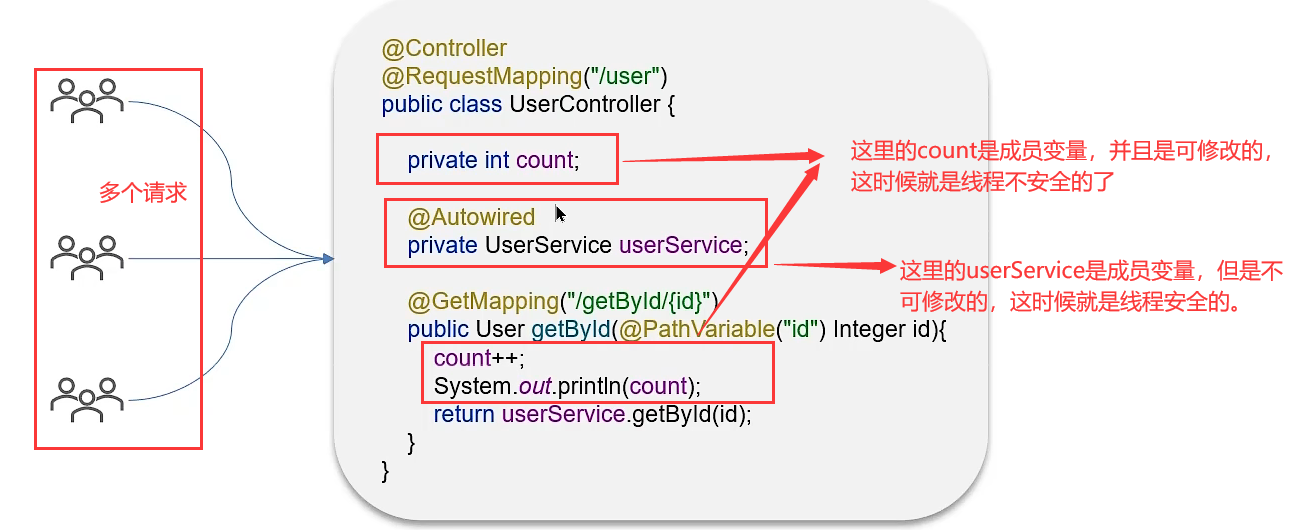 多个请求
@Controller
@RequestMapping("/user")
public class UserController {
private int count;
@Autowired
private UserService userService;
@GetMapping("/getById/{id}")
public User getById(@PathVariable("id") Integer id){
count++;
System.out.println(count);
return userService.getById(id);
}
}
这里的count是成员变量，并且是可修改的，
这时候就是线程不安全的了
这里的userService是成员变量，但是不
可修改的，这时候就是线程安全的。